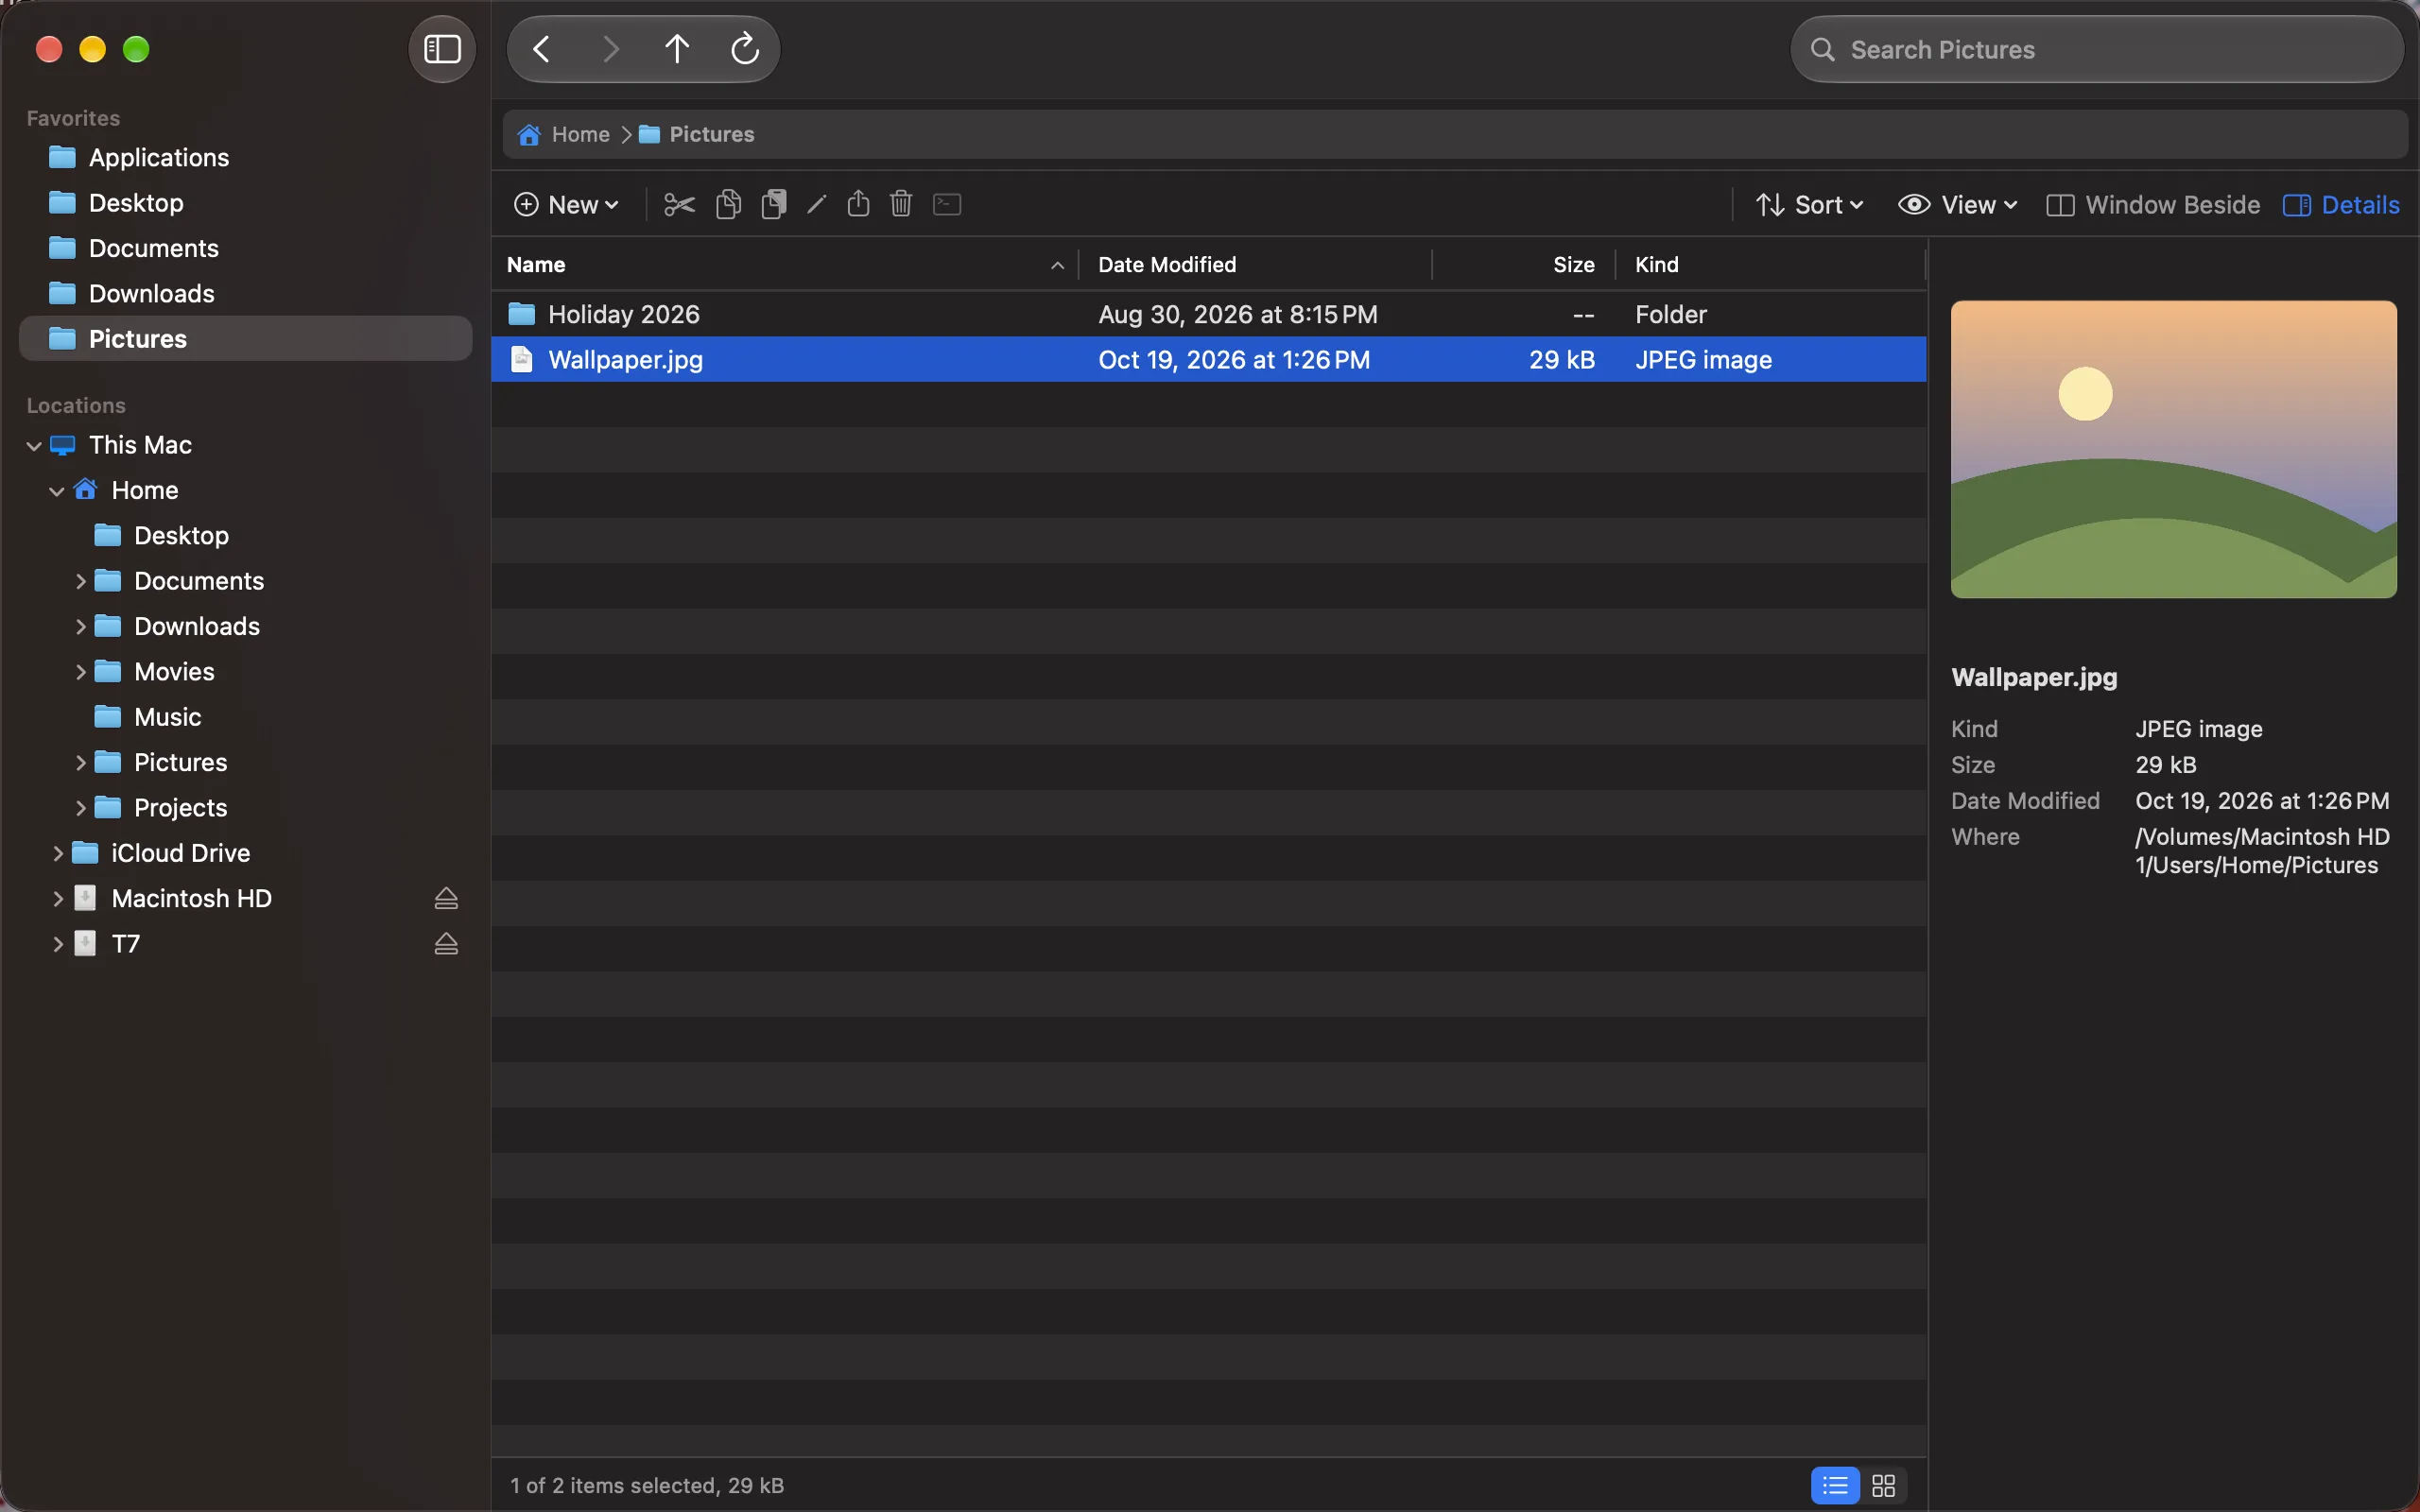 Search Pictures
Favorites
Applications
Desktop
Documents
Downloads
Pictures
Locations
This Mac
Home
Desktop
Documents
Downloads
Movies
Music
Pictures
Projects
iCloud Drive
Macintosh HD
T7
Home Pictures
New Sort View Window Beside Details
Name Date Modified Size Kind
Holiday 2026 Aug 30, 2026 at 8:15 PM -- Folder
Wallpaper.jpg Oct 19, 2026 at 1:26 PM 29 kB JPEG image
Wallpaper.jpg
Kind JPEG image
Size 29 kB
Date Modified Oct 19, 2026 at 1:26 PM
Where /Volumes/Macintosh HD
1/Users/Home/Pictures
1 of 2 items selected, 29 kB